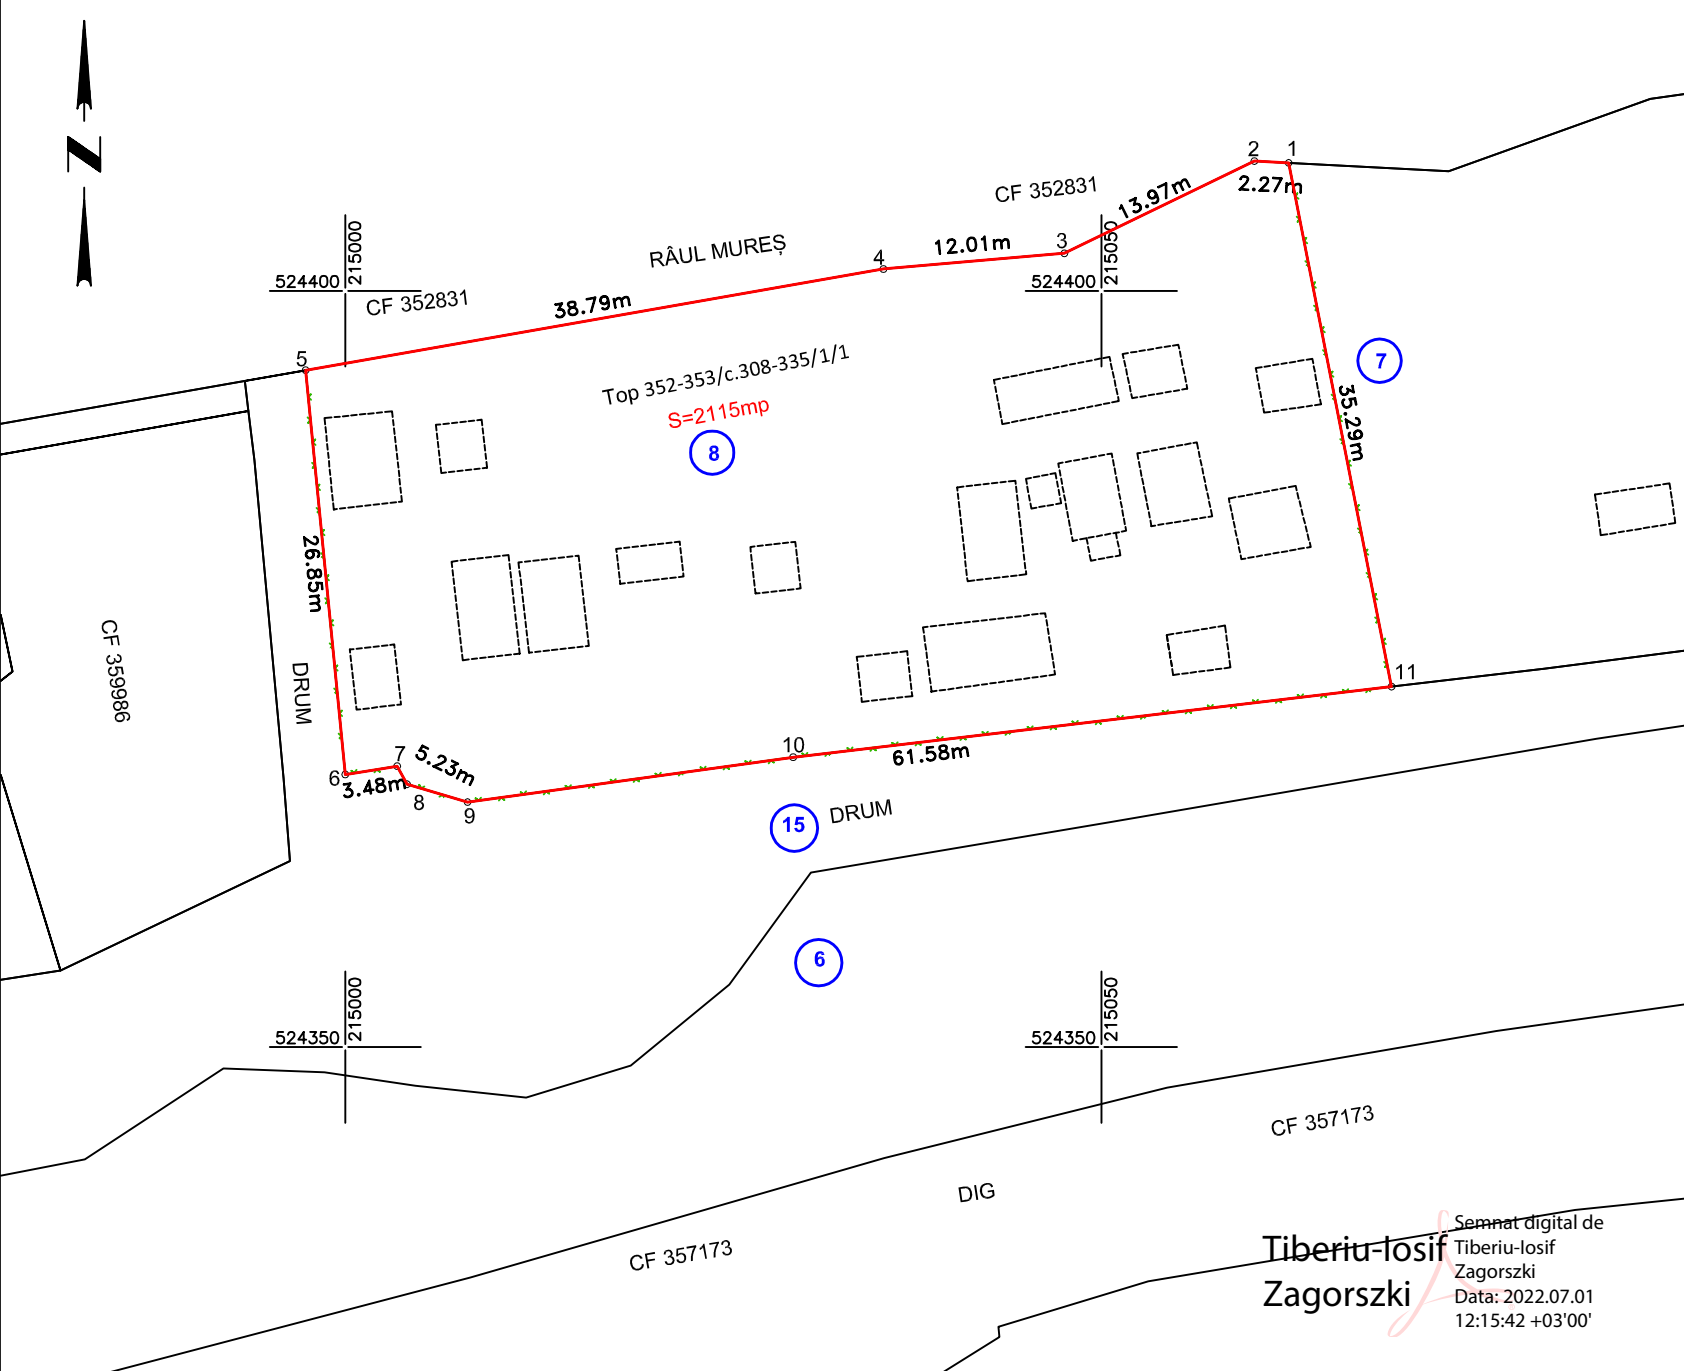 N
2
1
2.27m
13.97m
CF 352831
3
12.01m
4
RÂUL MUREȘ
215000
524400
CF 352831
38.79m
215050
524400
5
Top 352-353/c.308-335/1/1
S=2115mp
8
7
35.29m
26.85m
CF 359986
DRUM
11
10
61.58m
7
5.23m
6
3.48m
8
9
15
DRUM
6
215000
524350
215050
524350
CF 357173
DIG
CF 357173
Tiberiu-Iosif
Zagorszki
Semnat digital de
Tiberiu-Iosif
Zagorszki
Data: 2022.07.01
12:15:42 +03'00'